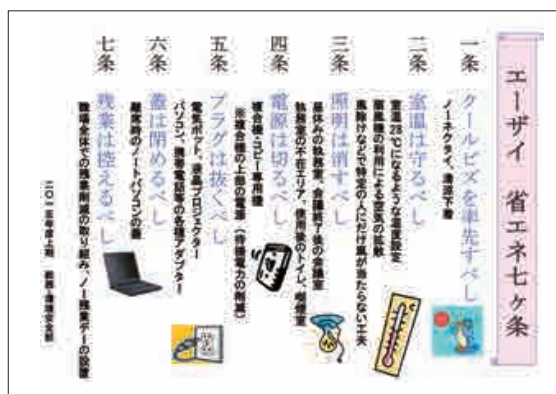 エーザイ 省エネ七ヶ条
一条 クールビズを率先すべし
ノーネクタイ、清涼下着
二条 室温は守るべし
室温28℃になるような温度設定
扇風機の利用による空気の拡散
風除けなどで特定の人にだけ風が当たらない工夫
三条 照明は消すべし
昼休みの執務室、会議終了後の会議室
執務室の不在エリア、使用後のトイレ、喫煙室
四条 電源は切るべし
複合機・コピー専用機
※複合機の上部の電源(待機電力の削減)
五条 プラグは抜くべし
電気ポット、液晶プロジェクター
パソコン、携帯電話等の各種アダプター
六条 蓋は閉めるべし
離席時のノートパソコンの蓋
七条 残業は控えるべし
職場全体での残業削減の取り組み、ノー残業デーの設置
二〇一三年度上期 総務・環境安全部